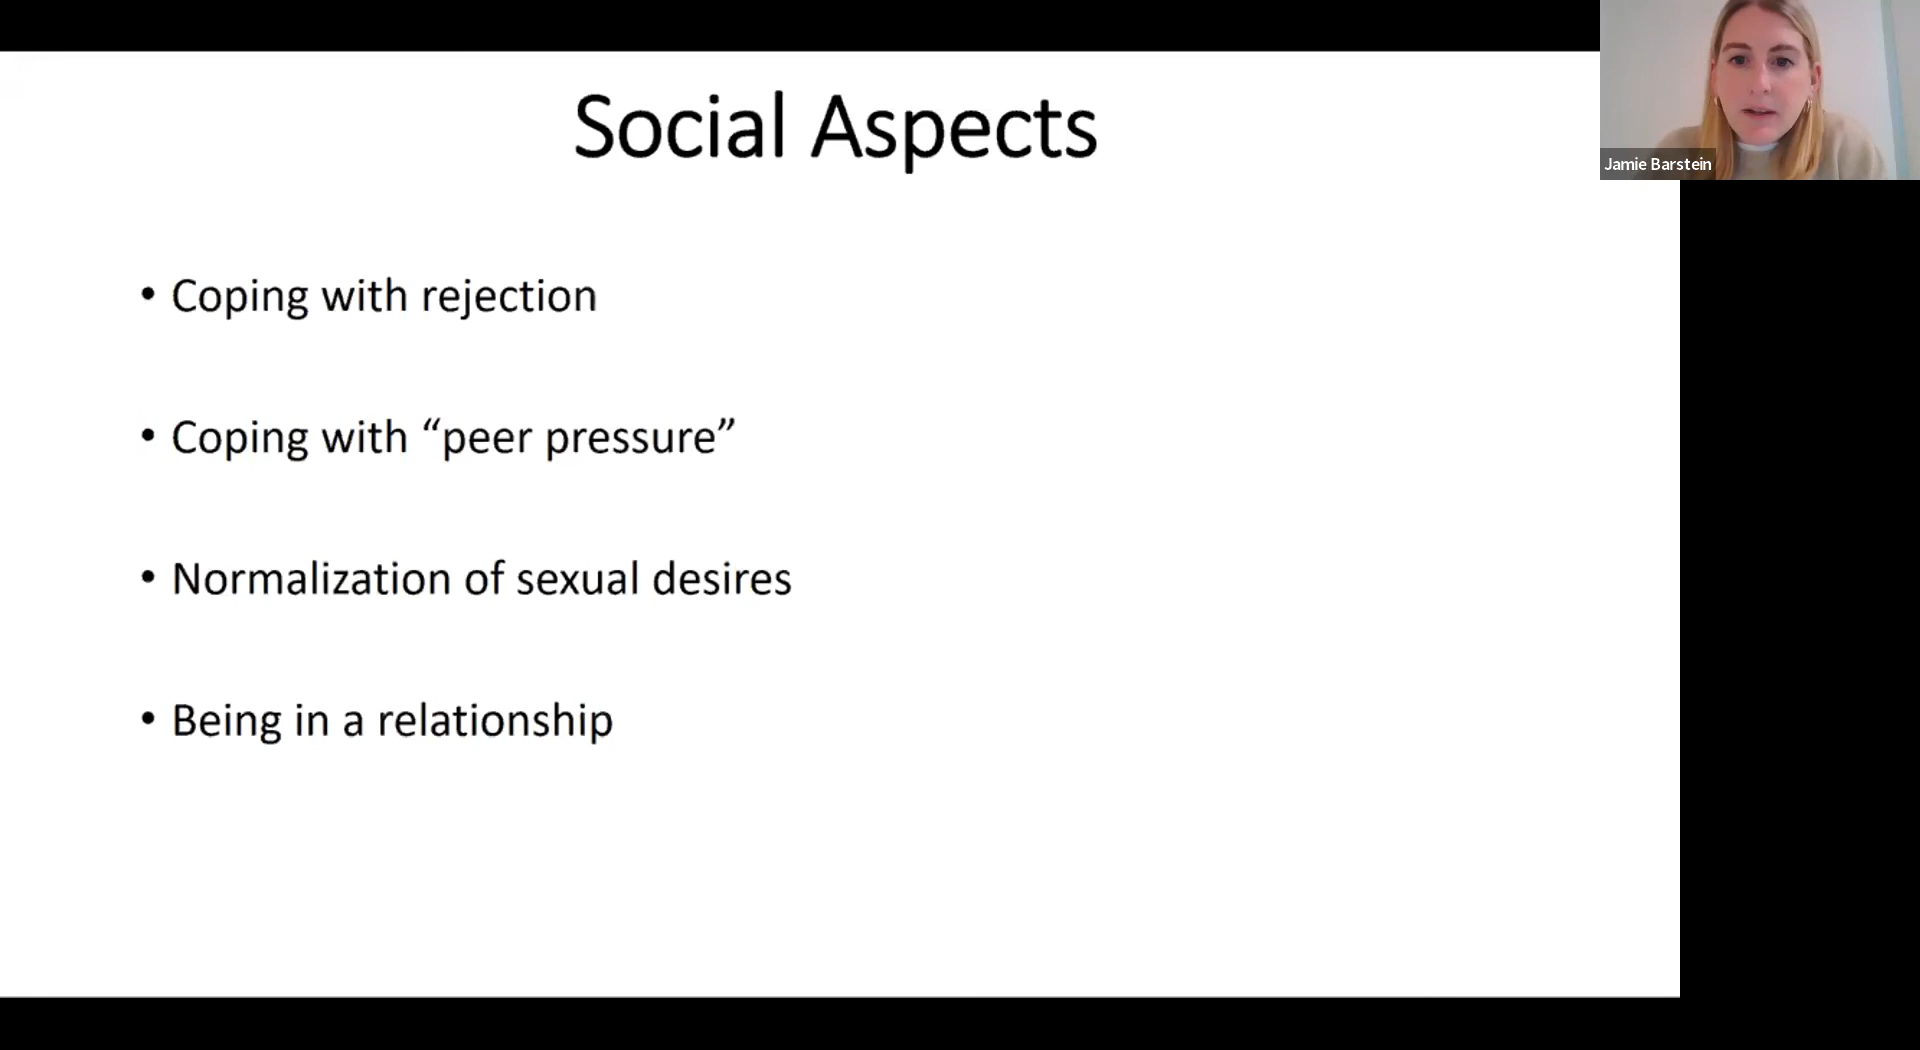 Social Aspects
Jamie Barstein
• Coping with rejection
• Coping with “peer pressure”
• Normalization of sexual desires
• Being in a relationship